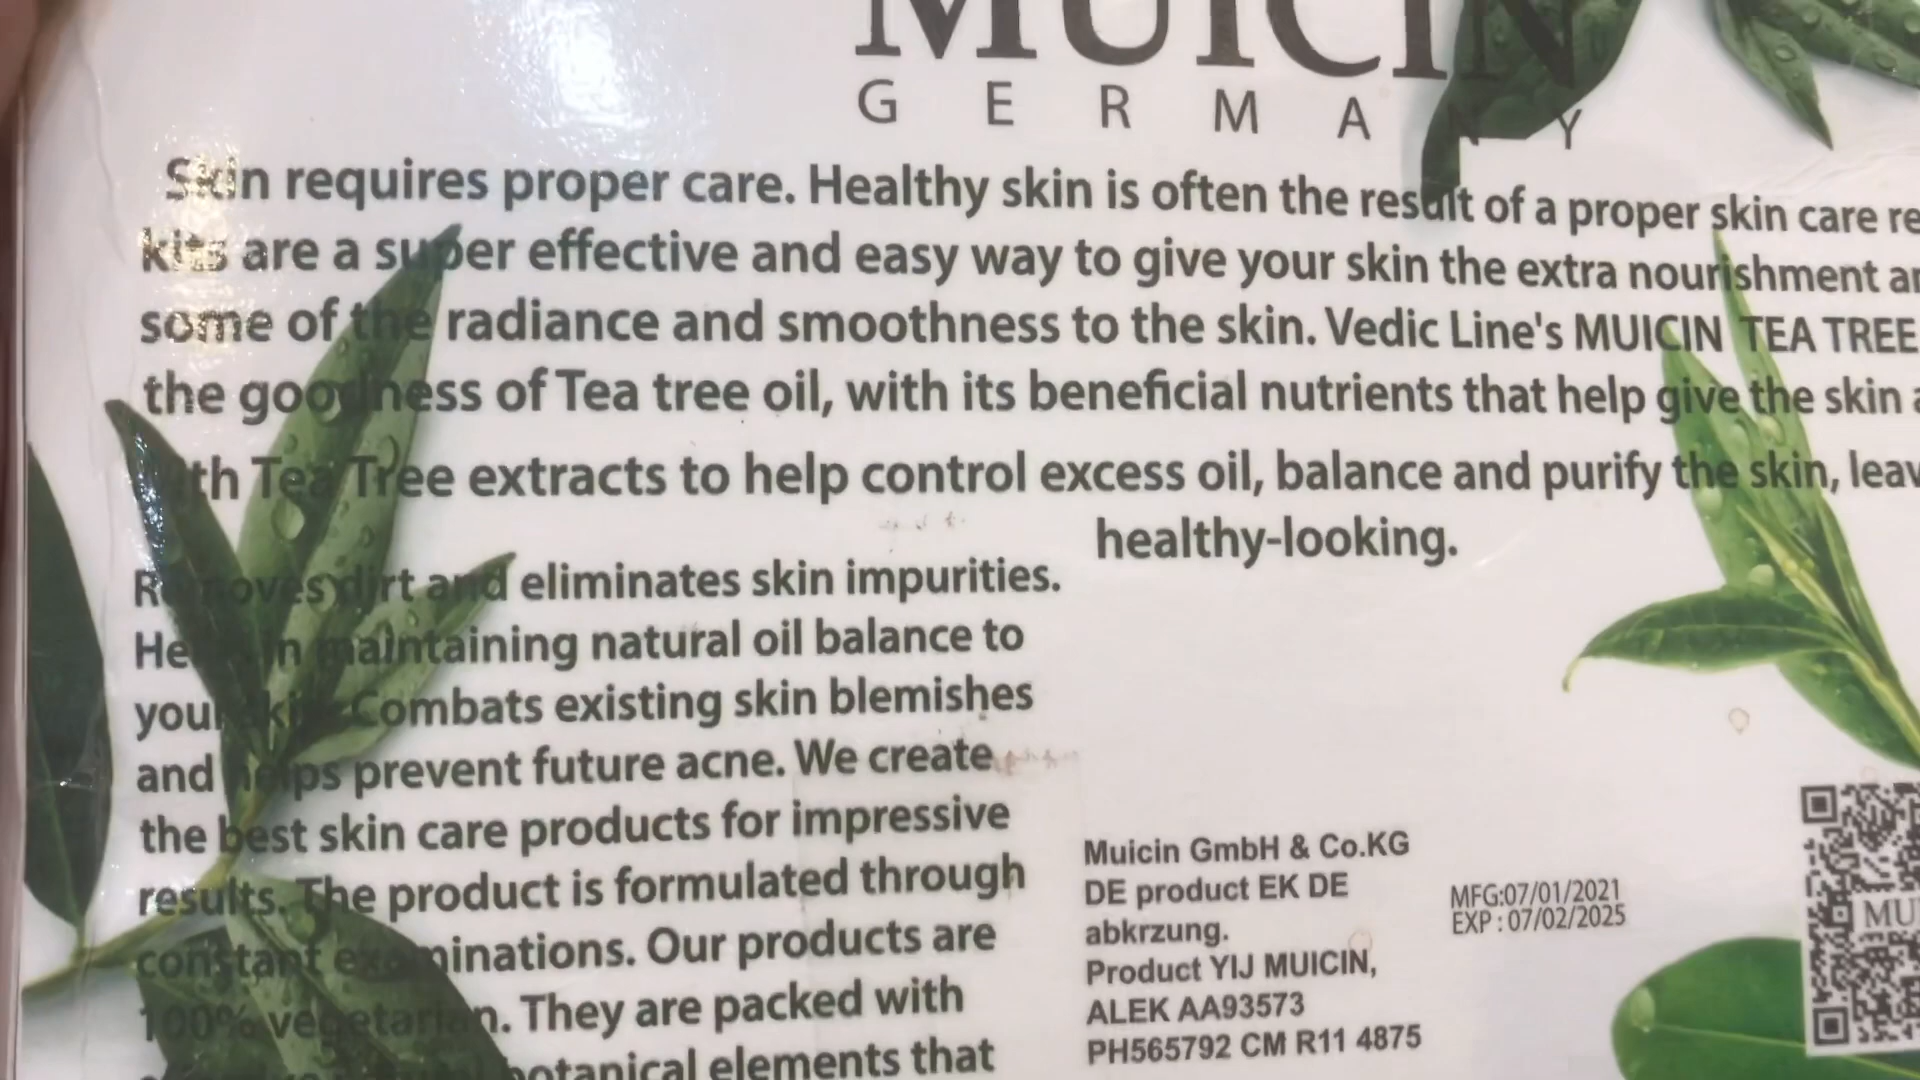 MUICIN
GERMANY
Skin requires proper care. Healthy skin is often the result of a proper skin care re
kits are a super effective and easy way to give your skin the extra nourishment ar
some of the radiance and smoothness to the skin. Vedic Line's MUICIN TEA TREE
the goodness of Tea tree oil, with its beneficial nutrients that help give the skin a
th Tea Tree extracts to help control excess oil, balance and purify the skin, leav
healthy-looking.
Removes dirt and eliminates skin impurities.
in maintaining natural oil balance to
your skin. Combats existing skin blemishes
and helps prevent future acne. We create
the best skin care products for impressive
results. The product is formulated through
constant examinations. Our products are
100% vegetarian. They are packed with
botanical elements that
Muicin GmbH & Co.KG
DE product EK DE
abkrzung.
Product YIJ MUICIN,
ALEK AA93573
PH565792 CM R11 4875
MFG:07/01/2021
EXP : 07/02/2025
MU